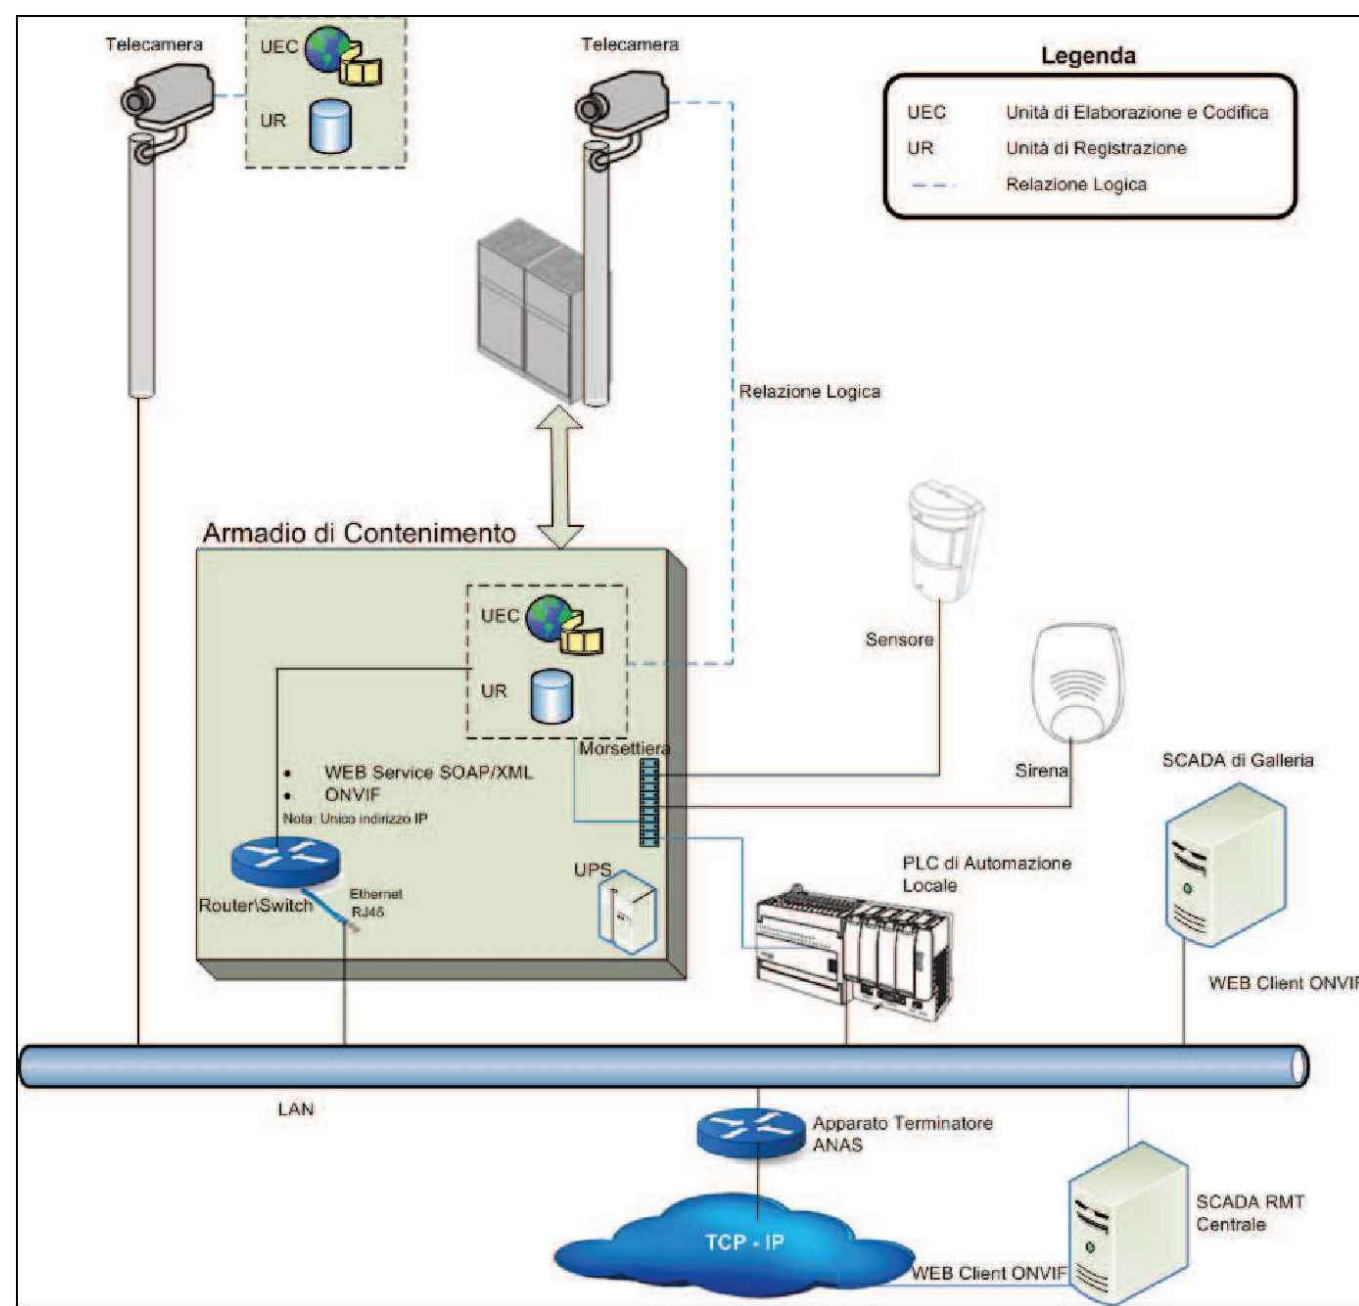 Telecamera
UEC
UR
Telecamera
Legenda
UEC Unità di Elaborazione e Codifica
UR Unità di Registrazione
Relazione Logica
Relazione Logica
Armadio di Contenimento
UEC
UR
Sensore
Morsettiera
Sirena
SCADA di Galleria
• WEB Service SOAP/XML
• ONVIF
Nota: Unico indirizzo IP
UPS
PLC di Automazione
Locale
Router\Switch
Ethernet
RJ45
WEB Client ONVIF
LAN
Apparato Terminatore
ANAS
SCADA RMT
Centrale
TCP - IP
WEB Client ONVIF